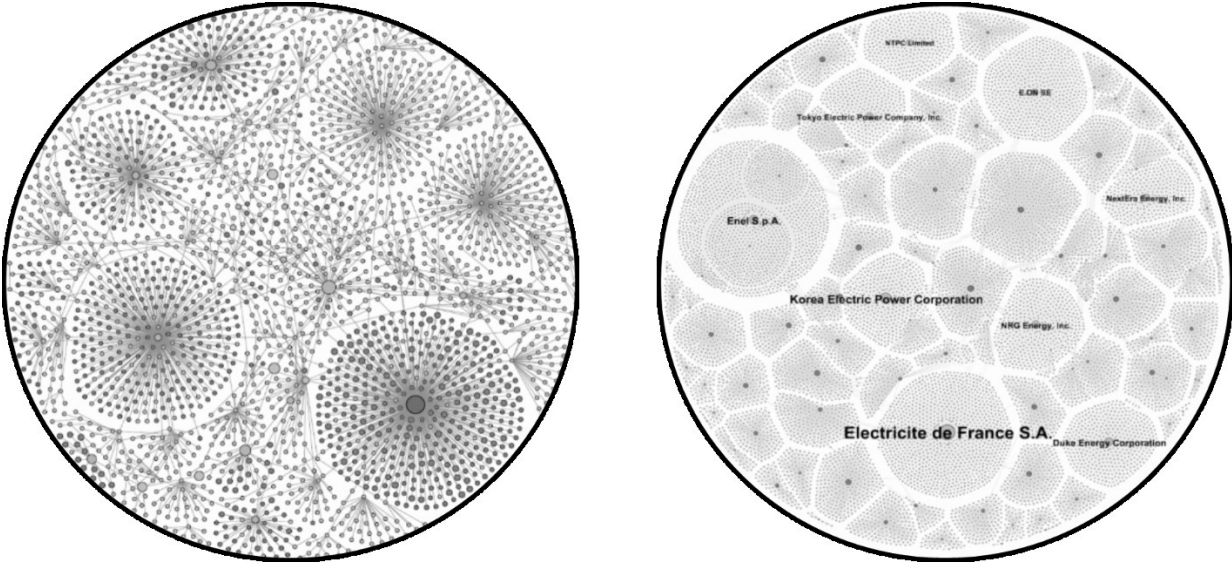 NTPC Limited
E.ON SE
Tokyo Electric Power Company, Inc.
NextEra Energy, Inc.
Enel S.p.A.
Korea Electric Power Corporation
NRG Energy, Inc.
Electricite de France S.A.
Duke Energy Corporation